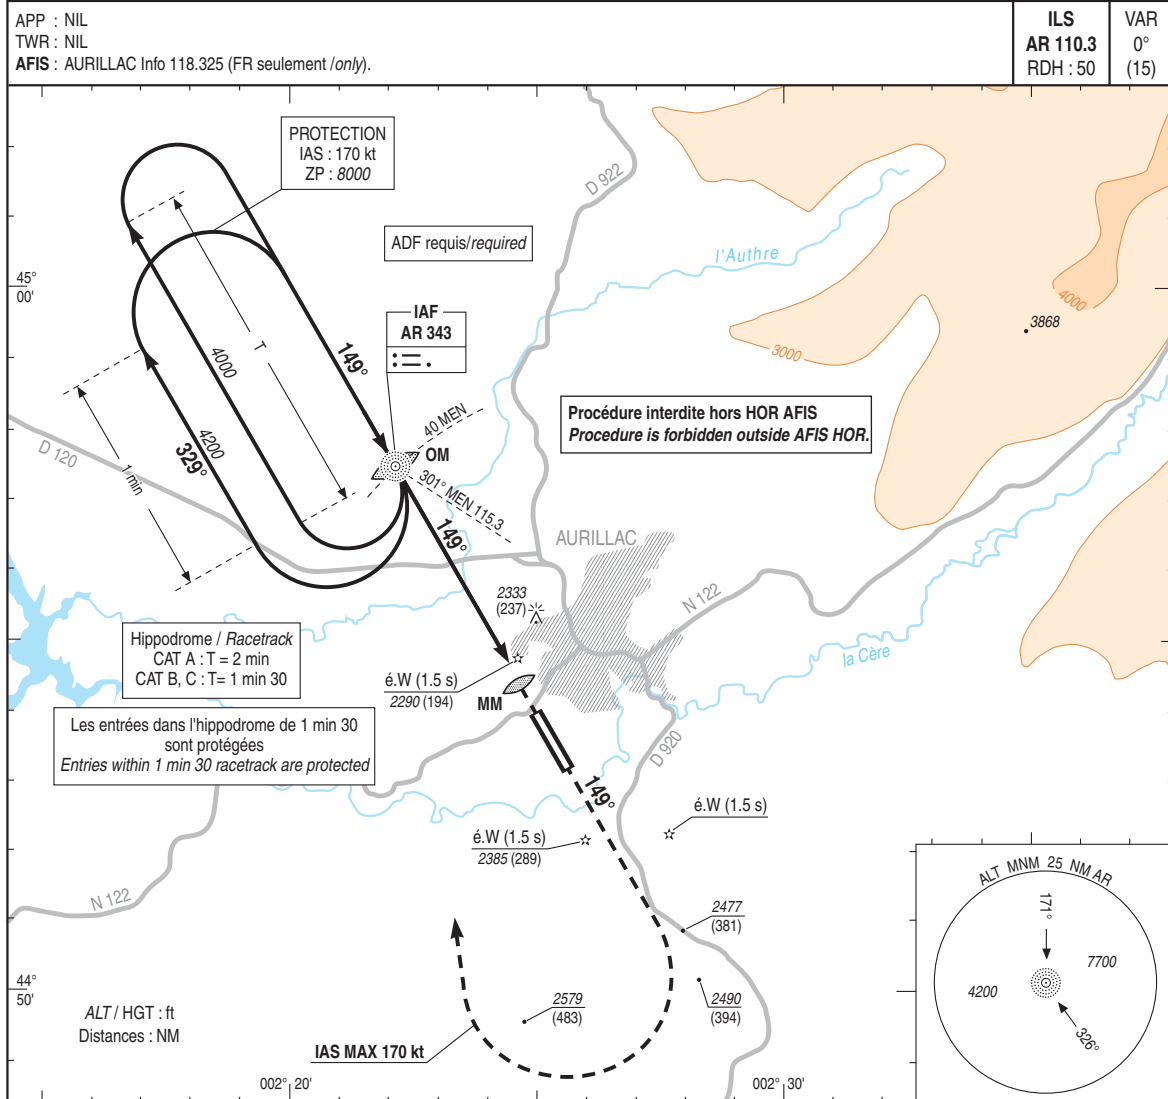 APP : NIL
TWR : NIL
AFIS : AURILLAC Info 118.325 (FR seulement /only).
ILS
AR 110.3
RDH : 50
VAR
0°
(15)
PROTECTION
IAS : 170 kt
ZP : 8000
D 922
ADF requis/required
l'Authre
45°
00'
IAF
AR 343
4000
3868
3000
T
149°
4000
Procédure interdite hors HOR AFIS
Procedure is forbidden outside AFIS HOR.
40 MEN
OM
D 120
4200
329°
1 min
301° MEN 115.3
149°
AURILLAC
2333
(237)
N 122
Hippodrome / Racetrack
CAT A : T = 2 min
CAT B, C : T= 1 min 30
la Cère
é.W (1.5 s)
2290 (194)
MM
Les entrées dans l'hippodrome de 1 min 30
sont protégées
Entries within 1 min 30 racetrack are protected
D 920
149°
é.W (1.5 s)
é.W (1.5 s)
2385 (289)
N 122
2477
(381)
ALT MNM 25 NM AR
171°
7700
4200
326°
44°
50'
2579
(483)
2490
(394)
ALT / HGT : ft
Distances : NM
IAS MAX 170 kt
002° 20'
002° 30'